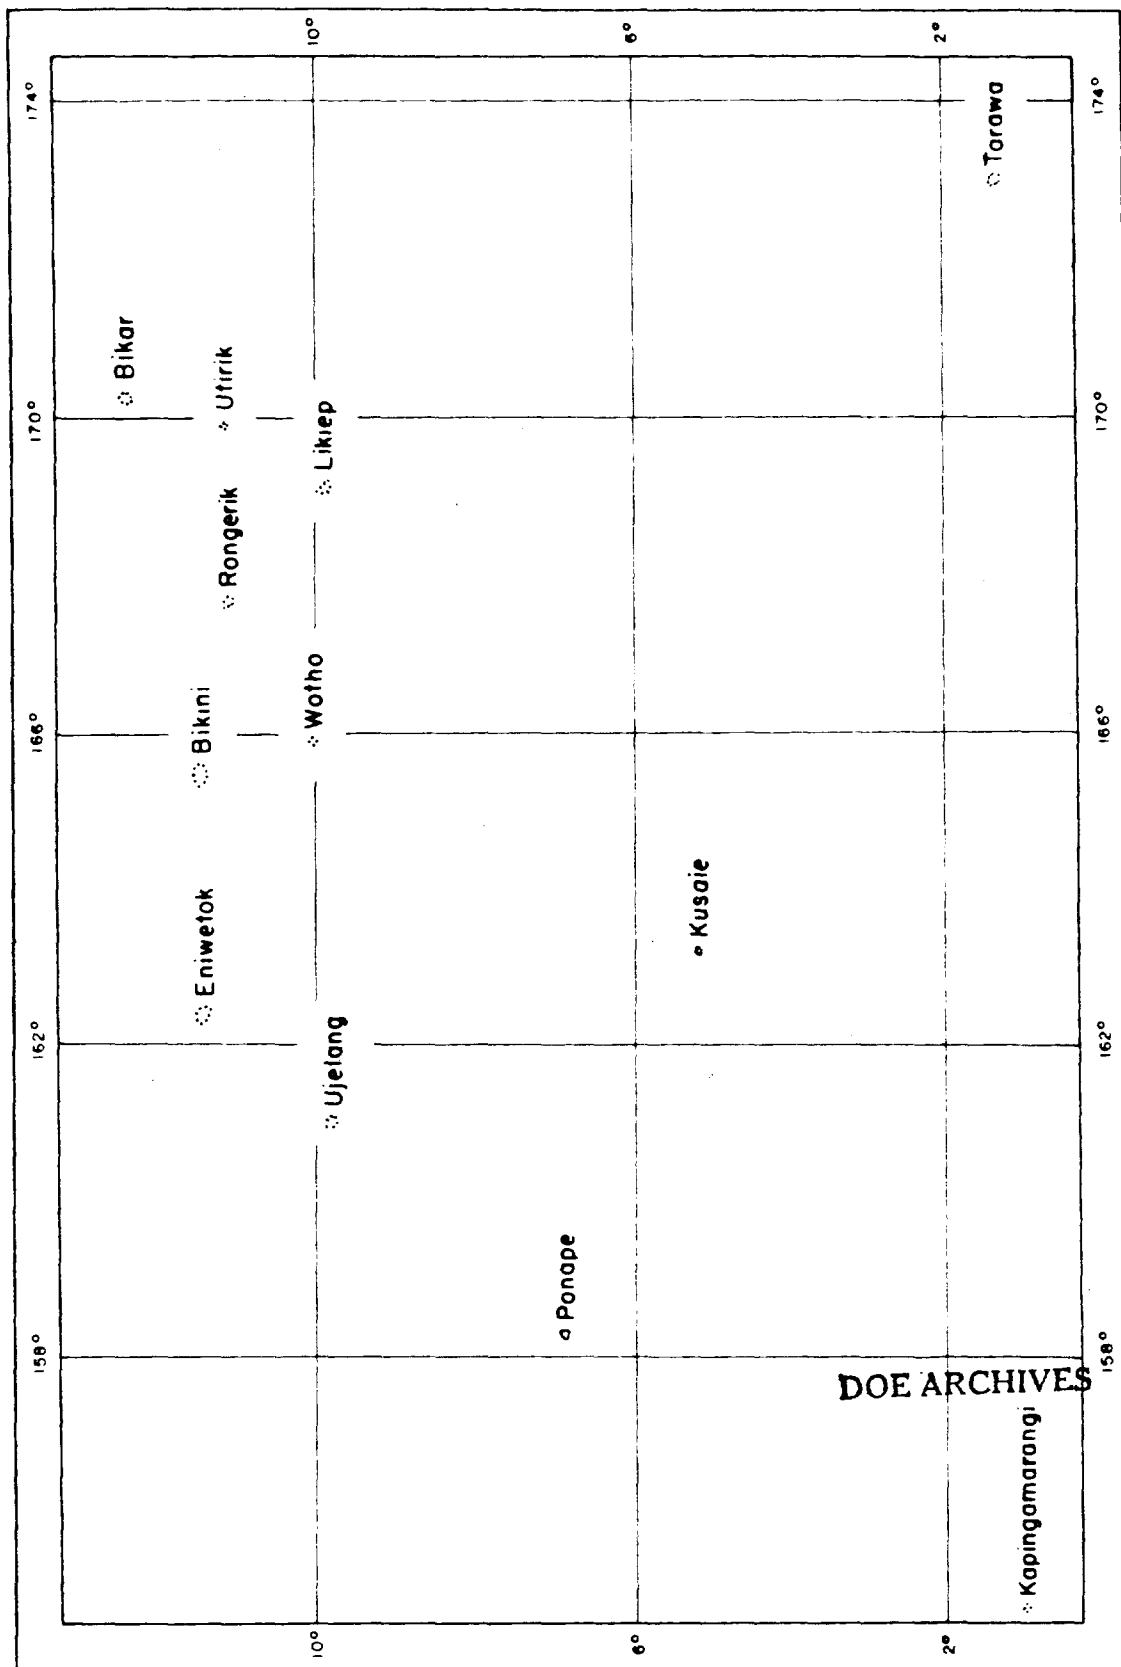 158°
162°
166°
170°
174°
10°
6°
2°
10°
6°
2°
158°
162°
166°
170°
174°
Bikar
Eniwetok
Bikini
Rongerik
Utirik
Ujelang
Wotho
Likiep
Ponape
Kusaie
Kapingamarangi
Tarawa
DOE ARCHIVES